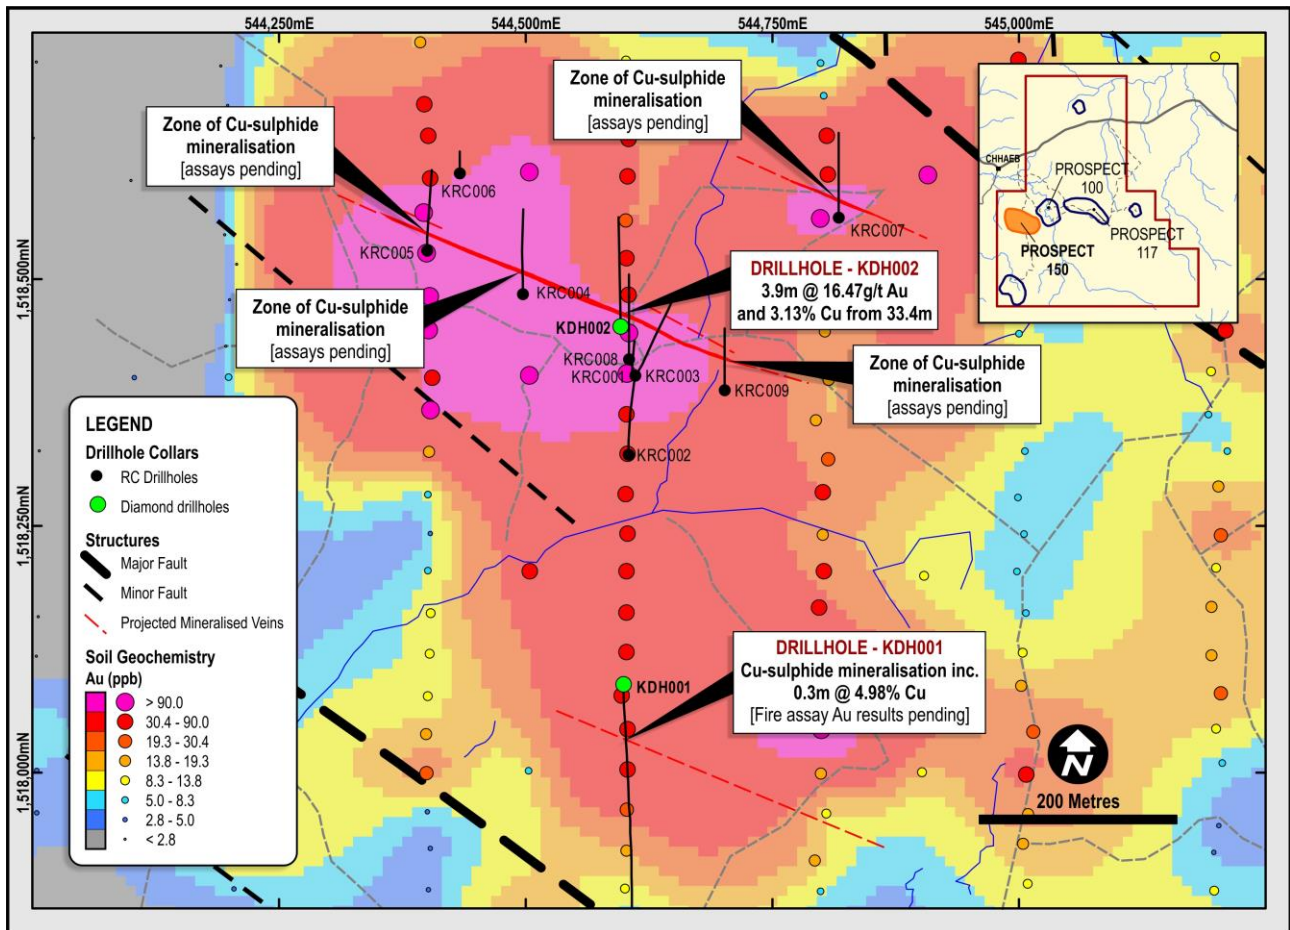 544,250mE
544,500mE
544,750mE
545,000mE
1,518,500mN
1,518,250mN
1,518,000mN
Zone of Cu-sulphide
mineralisation
[assays pending]
Zone of Cu-sulphide
mineralisation
[assays pending]
CHHAEB
PROSPECT
100
PROSPECT
117
PROSPECT
150
KRC006
KRC007
KRC005
KRC004
DRILLHOLE - KDH002
3.9m @ 16.47g/t Au
and 3.13% Cu from 33.4m
Zone of Cu-sulphide
mineralisation
[assays pending]
KDH002
KRC008
KRC001
KRC003
KRC009
Zone of Cu-sulphide
mineralisation
[assays pending]
KRC002
LEGEND
Drillhole Collars
RC Drillholes
Diamond drillholes
Structures
Major Fault
Minor Fault
Projected Mineralised Veins
Soil Geochemistry
Au (ppb)
> 90.0
30.4 - 90.0
19.3 - 30.4
13.8 - 19.3
8.3 - 13.8
5.0 - 8.3
2.8 - 5.0
< 2.8
KDH001
DRILLHOLE - KDH001
Cu-sulphide mineralisation inc.
0.3m @ 4.98% Cu
[Fire assay Au results pending]
N
200 Metres